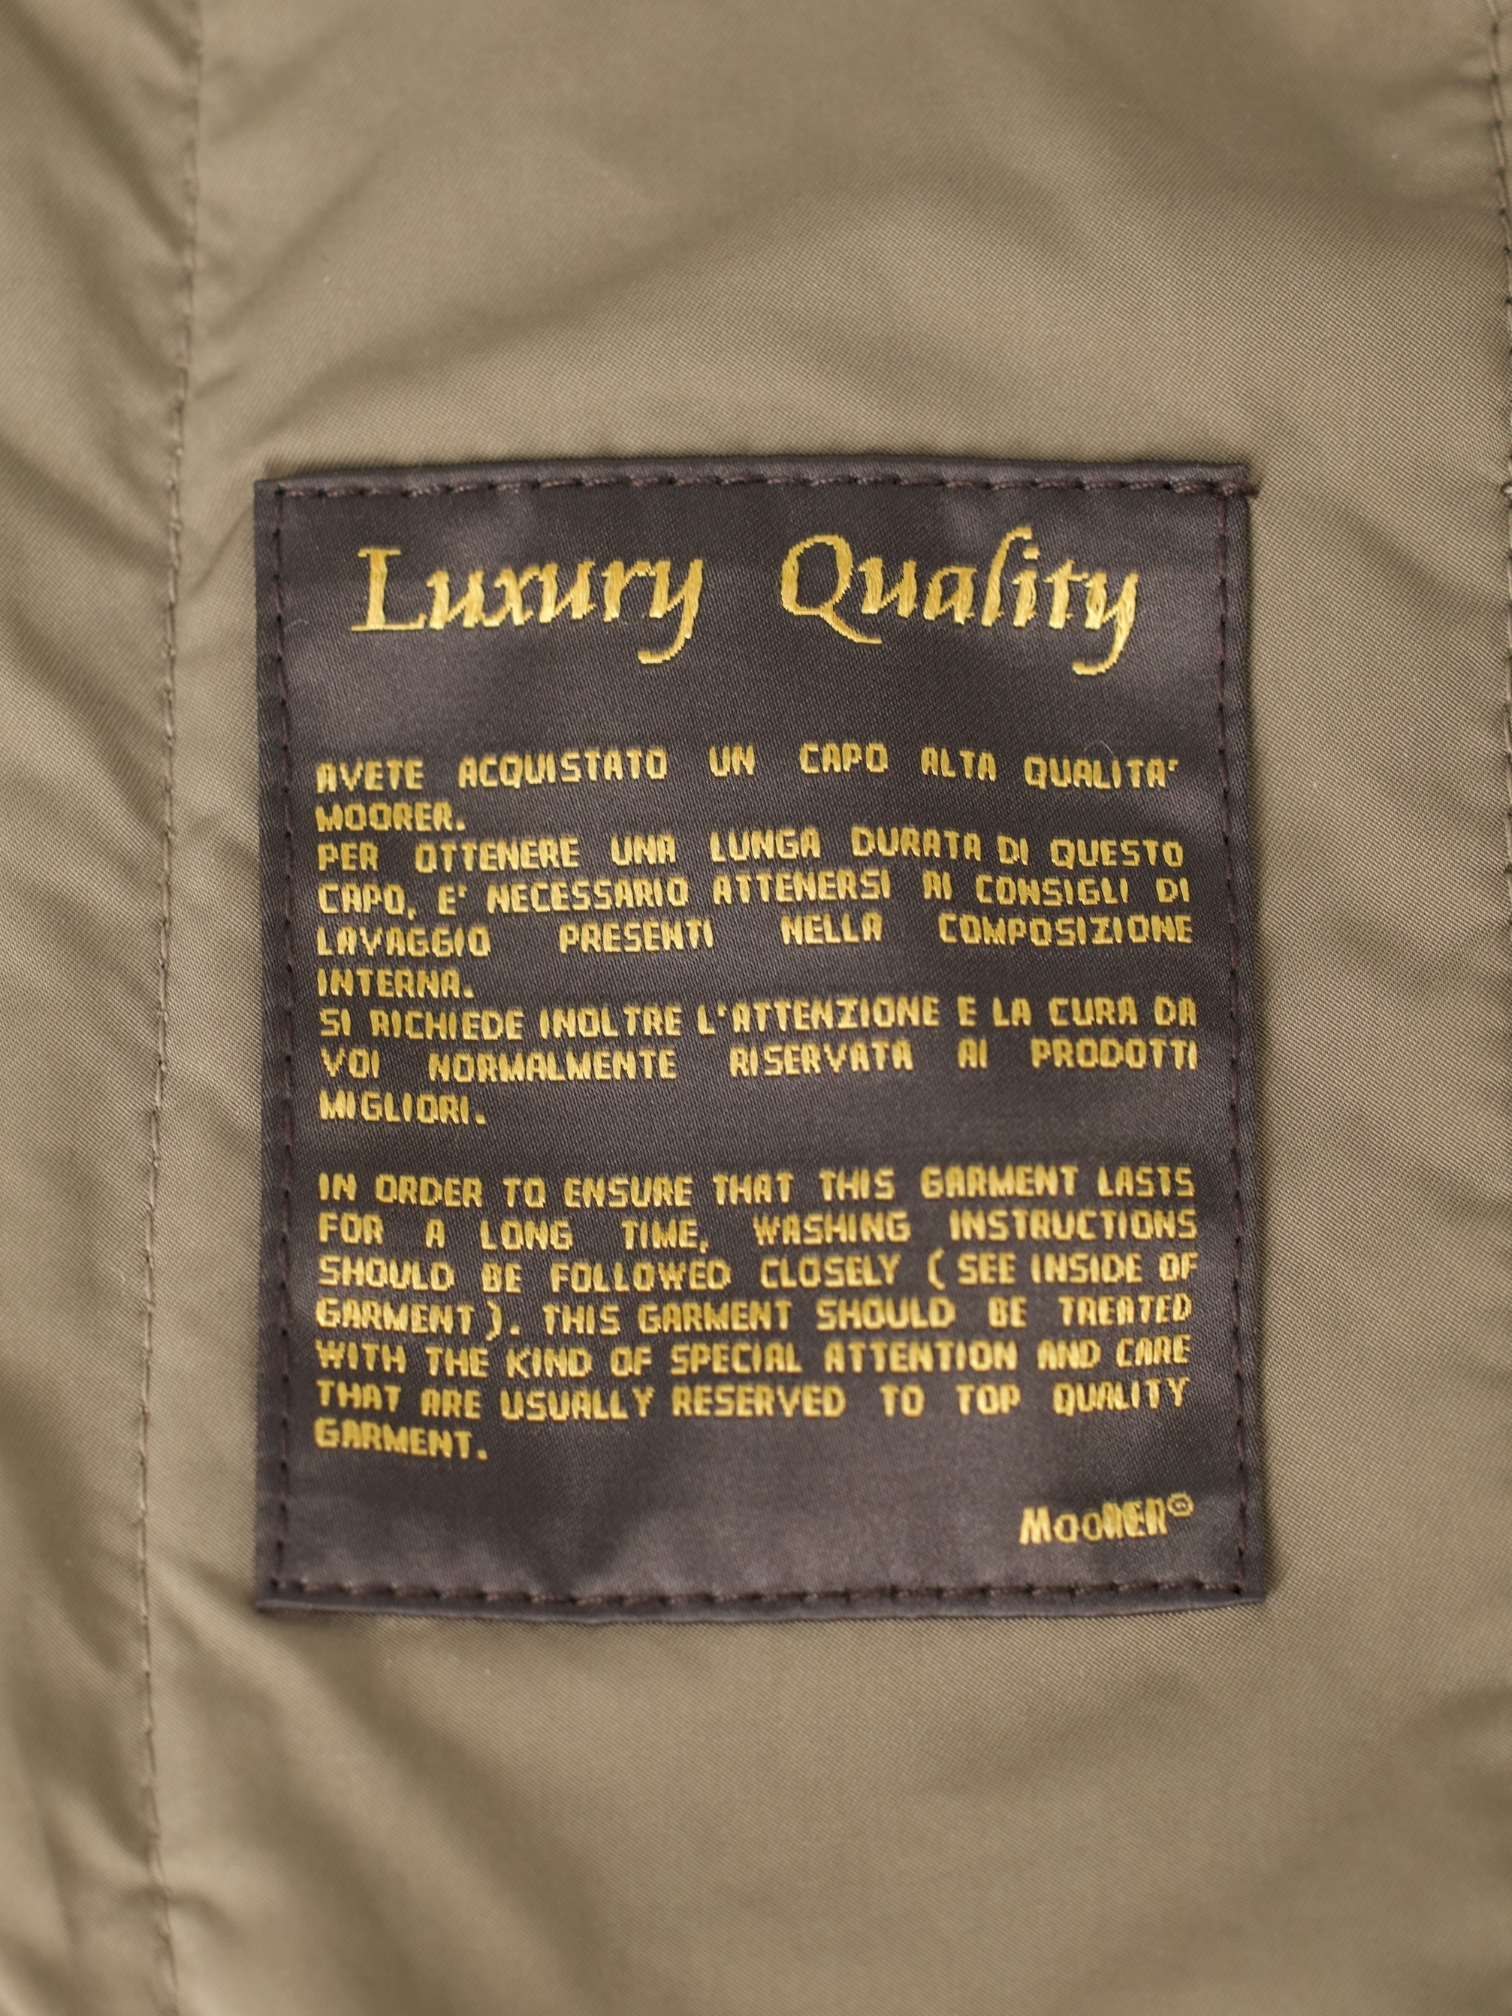 Luxury Quality
AVETE ACQUISTATO UN CAPO ALTA QUALITA'
MOORER.
PER OTTENERE UNA LUNGA DURATA DI QUESTO
CAPO, E' NECESSARIO ATTENERSI AI CONSIGLI DI
LAVAGGIO PRESENTI NELLA COMPOSIZIONE
INTERNA.
SI RICHIEDE INOLTRE L'ATTENZIONE E LA CURA DA
VOI NORMALMENTE RISERVATA AI PRODOTTI
MIGLIORI.
IN ORDER TO ENSURE THAT THIS GARMENT LASTS
FOR A LONG TIME, WASHING INSTRUCTIONS
SHOULD BE FOLLOWED CLOSELY ( SEE INSIDE OF
GARMENT ). THIS GARMENT SHOULD BE TREATED
WITH THE KIND OF SPECIAL ATTENTION AND CARE
THAT ARE USUALLY RESERVED TO TOP QUALITY
GARMENT.
MooRER®